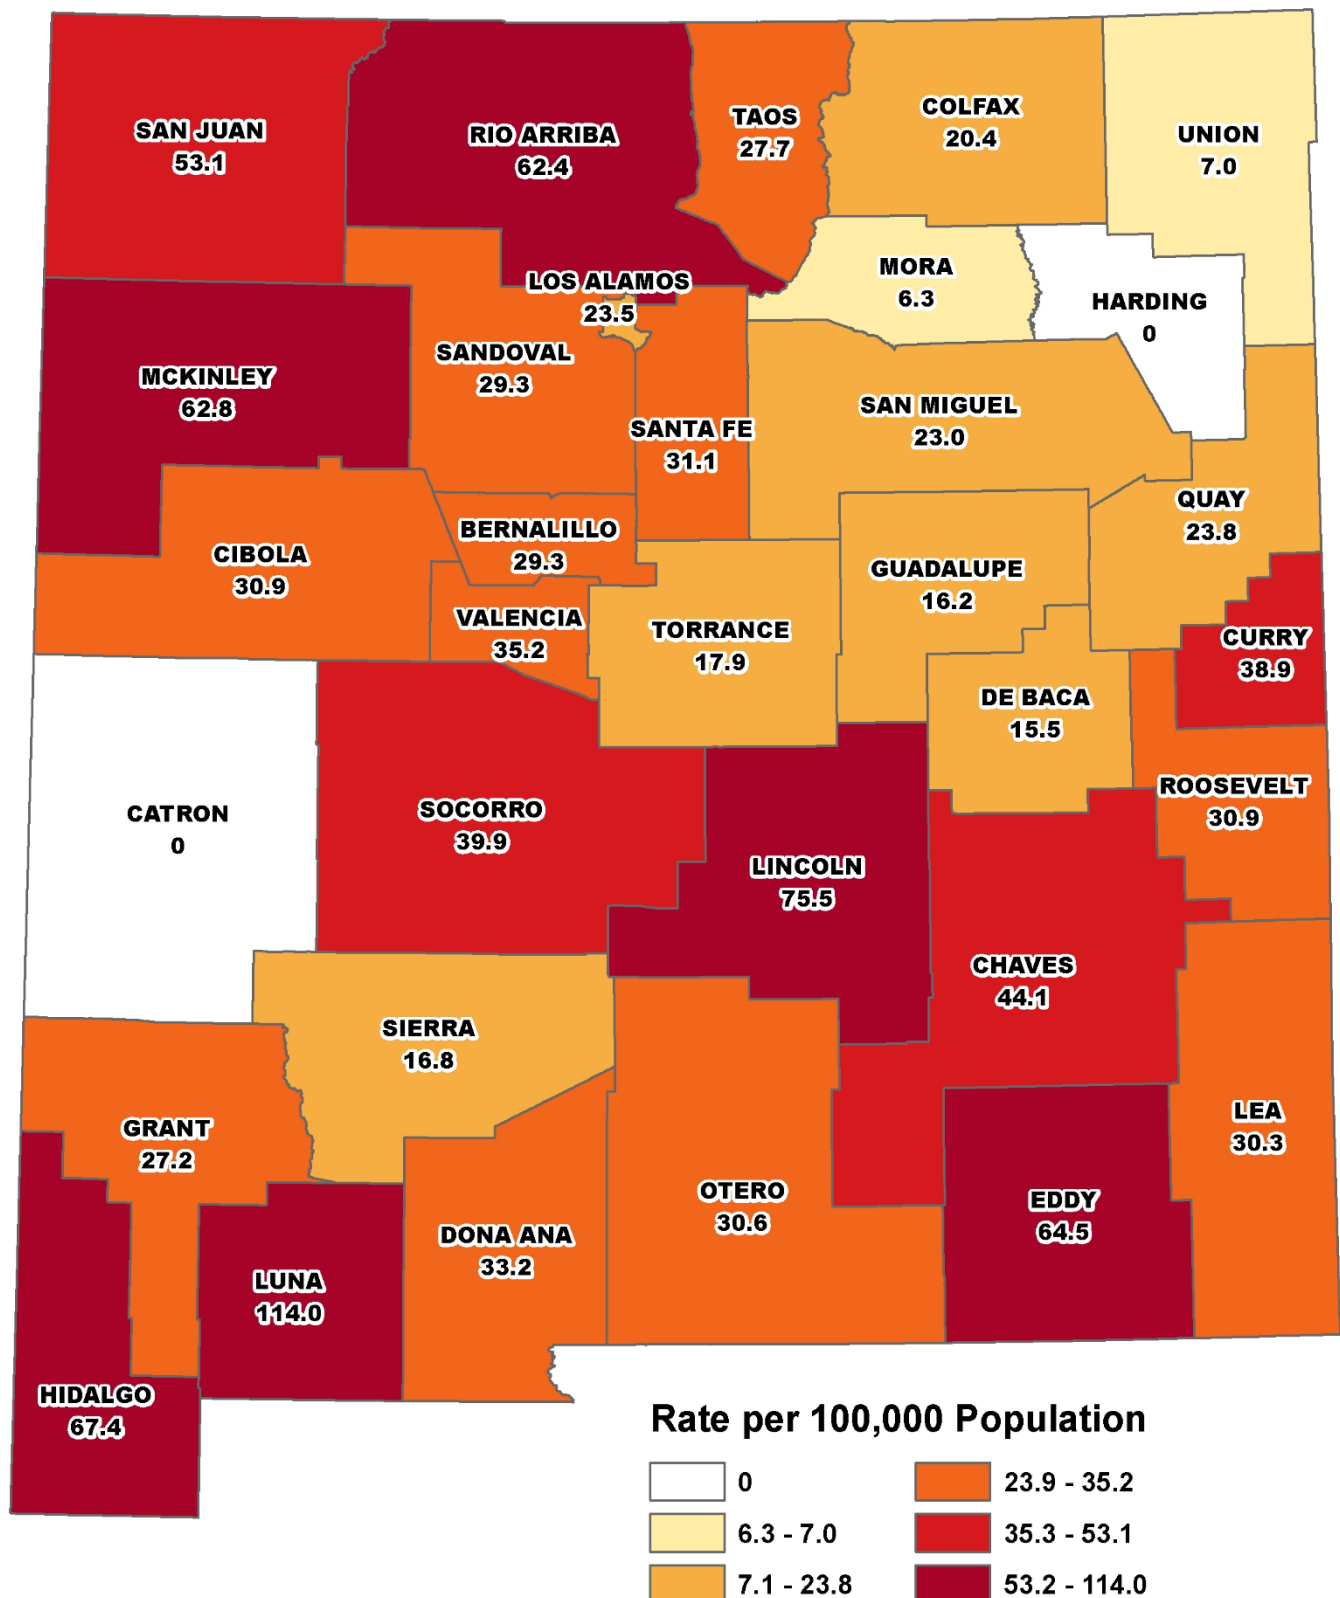 SAN JUAN
53.1
RIO ARRIBA
62.4
TAOS
27.7
COLFAX
20.4
UNION
7.0
LOS ALAMOS
23.5
MORA
6.3
HARDING
0
MCKINLEY
62.8
SANDOVAL
29.3
SANTA FE
31.1
SAN MIGUEL
23.0
QUAY
23.8
CIBOLA
30.9
BERNALILLO
29.3
GUADALUPE
16.2
VALENCIA
35.2
TORRANCE
17.9
CURRY
38.9
DE BACA
15.5
CATRON
0
SOCORRO
39.9
LINCOLN
75.5
ROOSEVELT
30.9
CHAVES
44.1
SIERRA
16.8
GRANT
27.2
LEA
30.3
OTERO
30.6
EDDY
64.5
DONA ANA
33.2
LUNA
114.0
HIDALGO
67.4
Rate per 100,000 Population
0
6.3 - 7.0
7.1 - 23.8
23.9 - 35.2
35.3 - 53.1
53.2 - 114.0